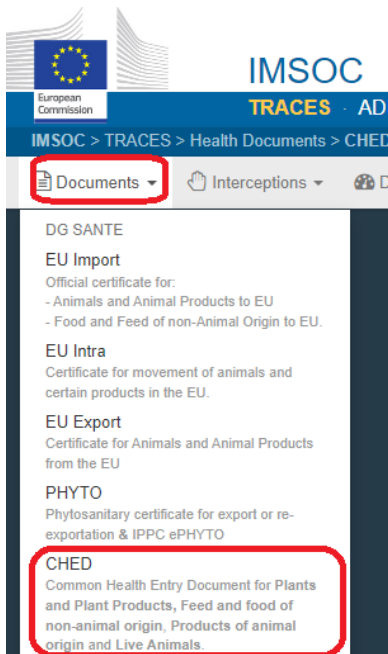 IMSOC
European
Commission
TRACES · AD
IMSOC > TRACES > Health Documents > CHED
Documents Interceptions D
DG SANTE
EU Import
Official certificate for:
- Animals and Animal Products to EU
- Food and Feed of non-Animal Origin to EU.
EU Intra
Certificate for movement of animals and
certain products in the EU.
EU Export
Certificate for Animals and Animal Products
from the EU
PHYTO
Phytosanitary certificate for export or re-
exportation & IPPC ePHYTO
CHED
Common Health Entry Document for Plants
and Plant Products, Feed and food of
non-animal origin, Products of animal
origin and Live Animals.